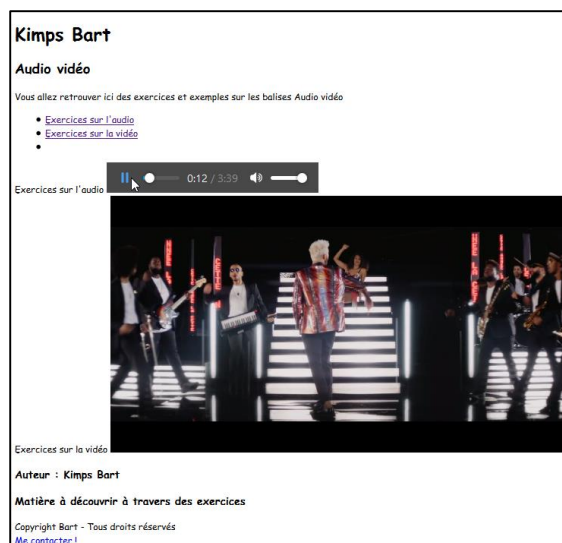 Kimps Bart
Audio vidéo
Vous allez retrouver ici des exercices et exemples sur les balises Audio vidéo
Exercices sur l'audio
Exercices sur la vidéo
Exercices sur l'audio
0:12 / 3:39
Exercices sur la vidéo
Auteur : Kimps Bart
Matière à découvrir à travers des exercices
Copyright Bart - Tous droits réservés
Me contacter !